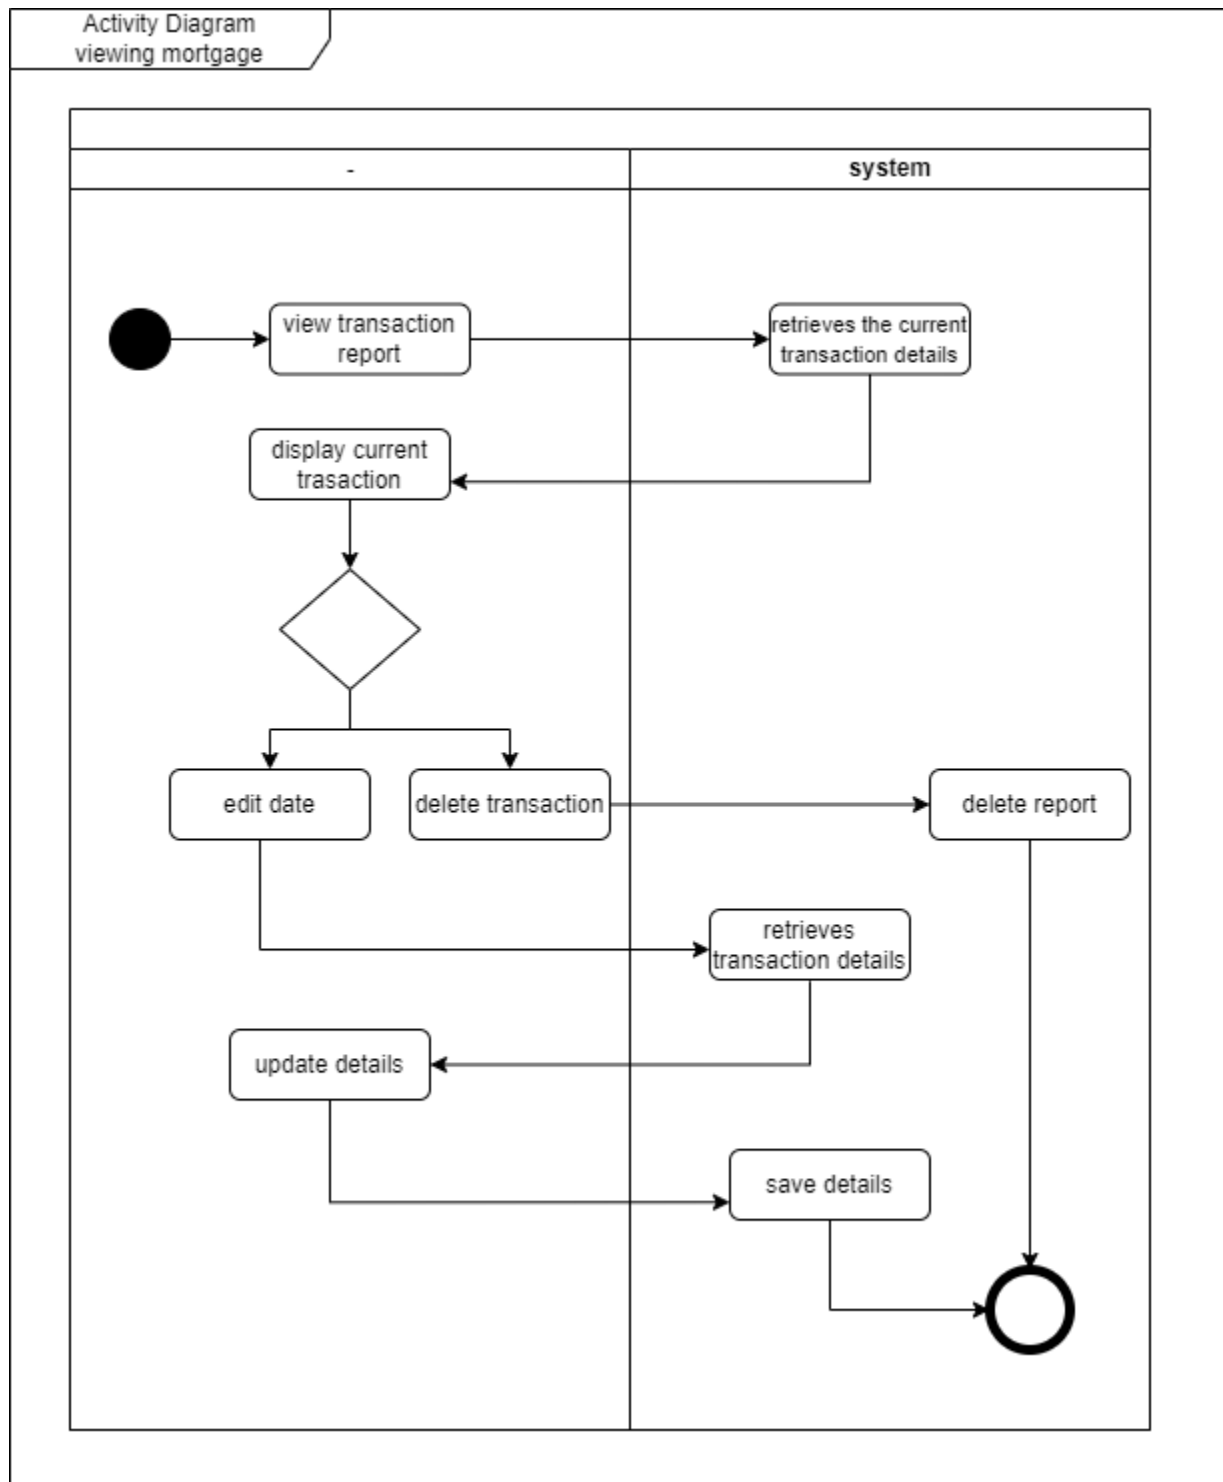 Activity Diagram
viewing mortgage
-
system
view transaction
report
retrieves the current
transaction details
display current
trasaction
edit date
delete transaction
delete report
retrieves
transaction details
update details
save details